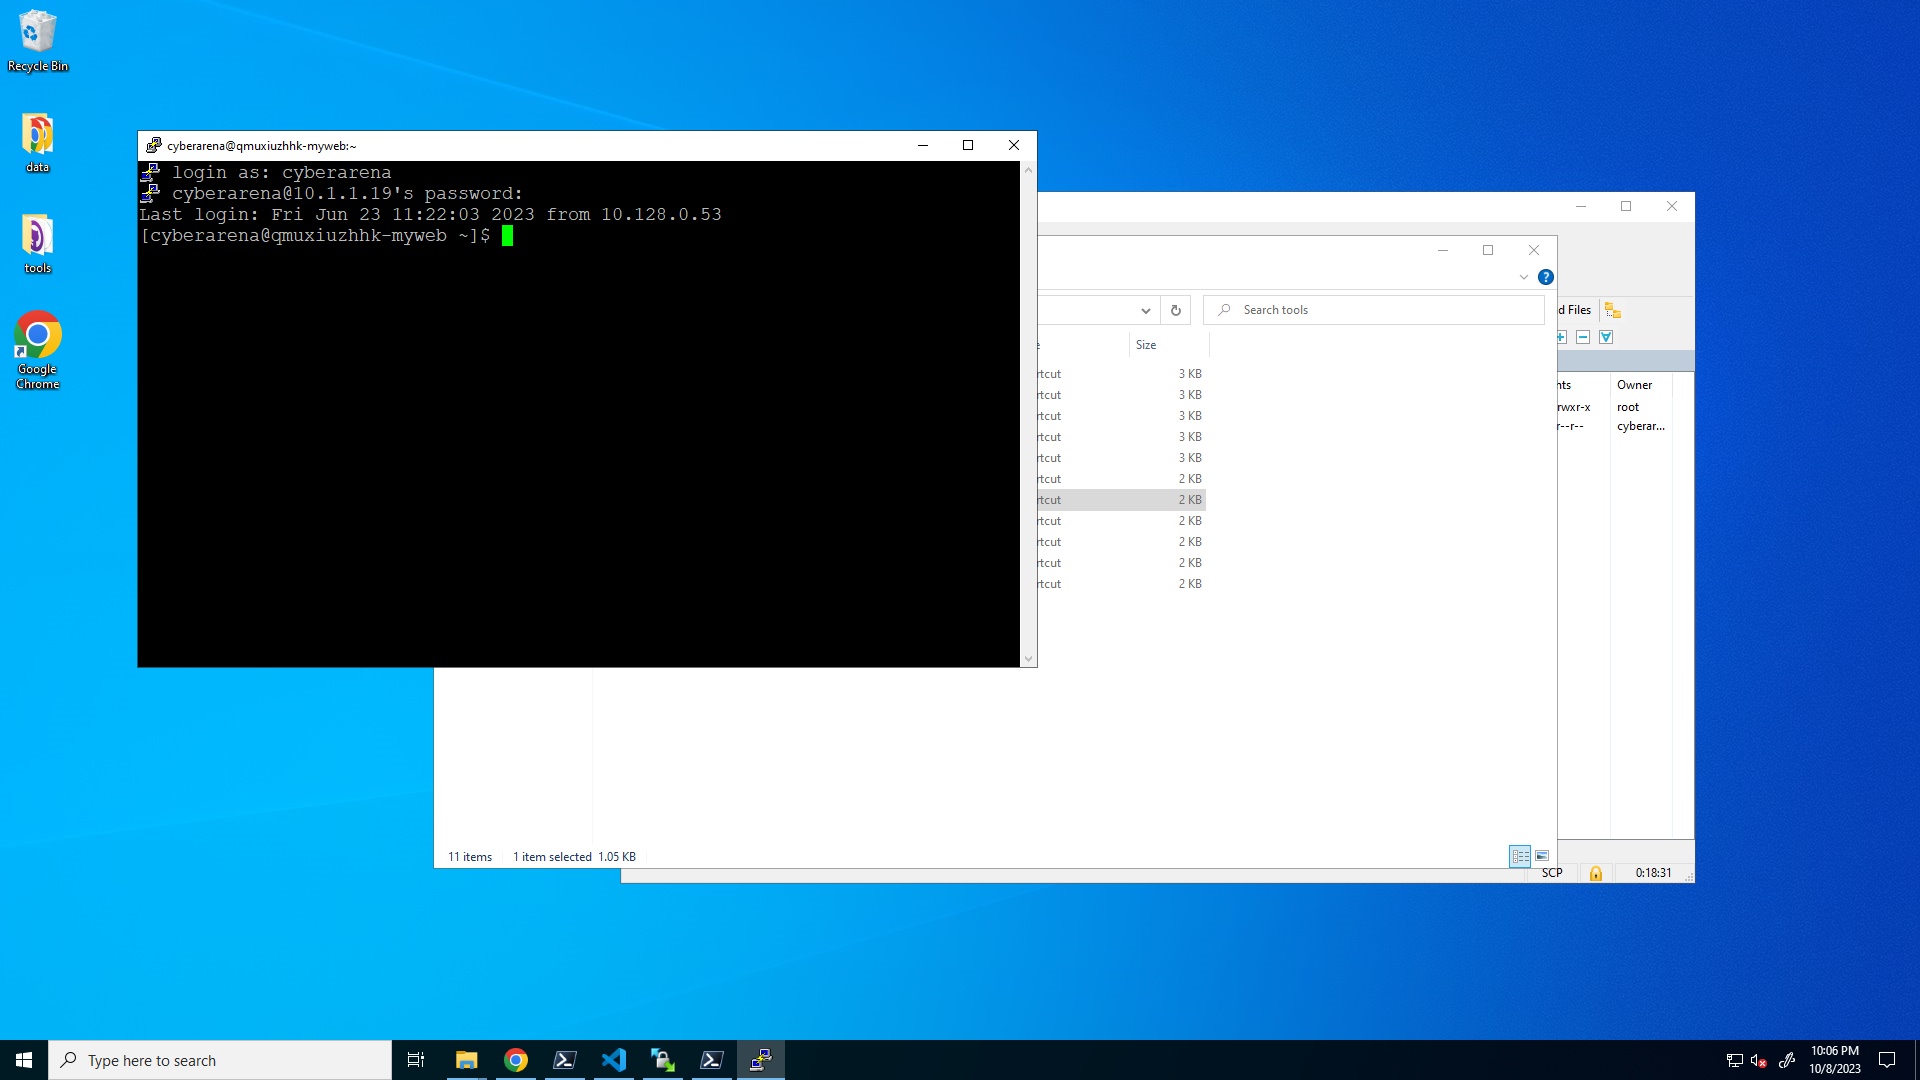 Recycle Bin
data
tools
Google
Chrome
cyberarena@qmuxiuzhhk-myweb:~
login as: cyberarena
cyberarena@10.1.1.19's password:
Last login: Fri Jun 23 11:22:03 2023 from 10.128.0.53
[cyberarena@qmuxiuzhhk-myweb ~]$
Search tools
d Files
Size
rtcut 3 KB
rtcut 3 KB
rtcut 3 KB
rtcut 3 KB
rtcut 3 KB
rtcut 2 KB
rtcut 2 KB
rtcut 2 KB
rtcut 2 KB
rtcut 2 KB
rtcut 2 KB
nts Owner
rwxr-x root
r--r-- cyberar...
11 items 1 item selected 1.05 KB
SCP 0:18:31
Type here to search
10:06 PM
10/8/2023